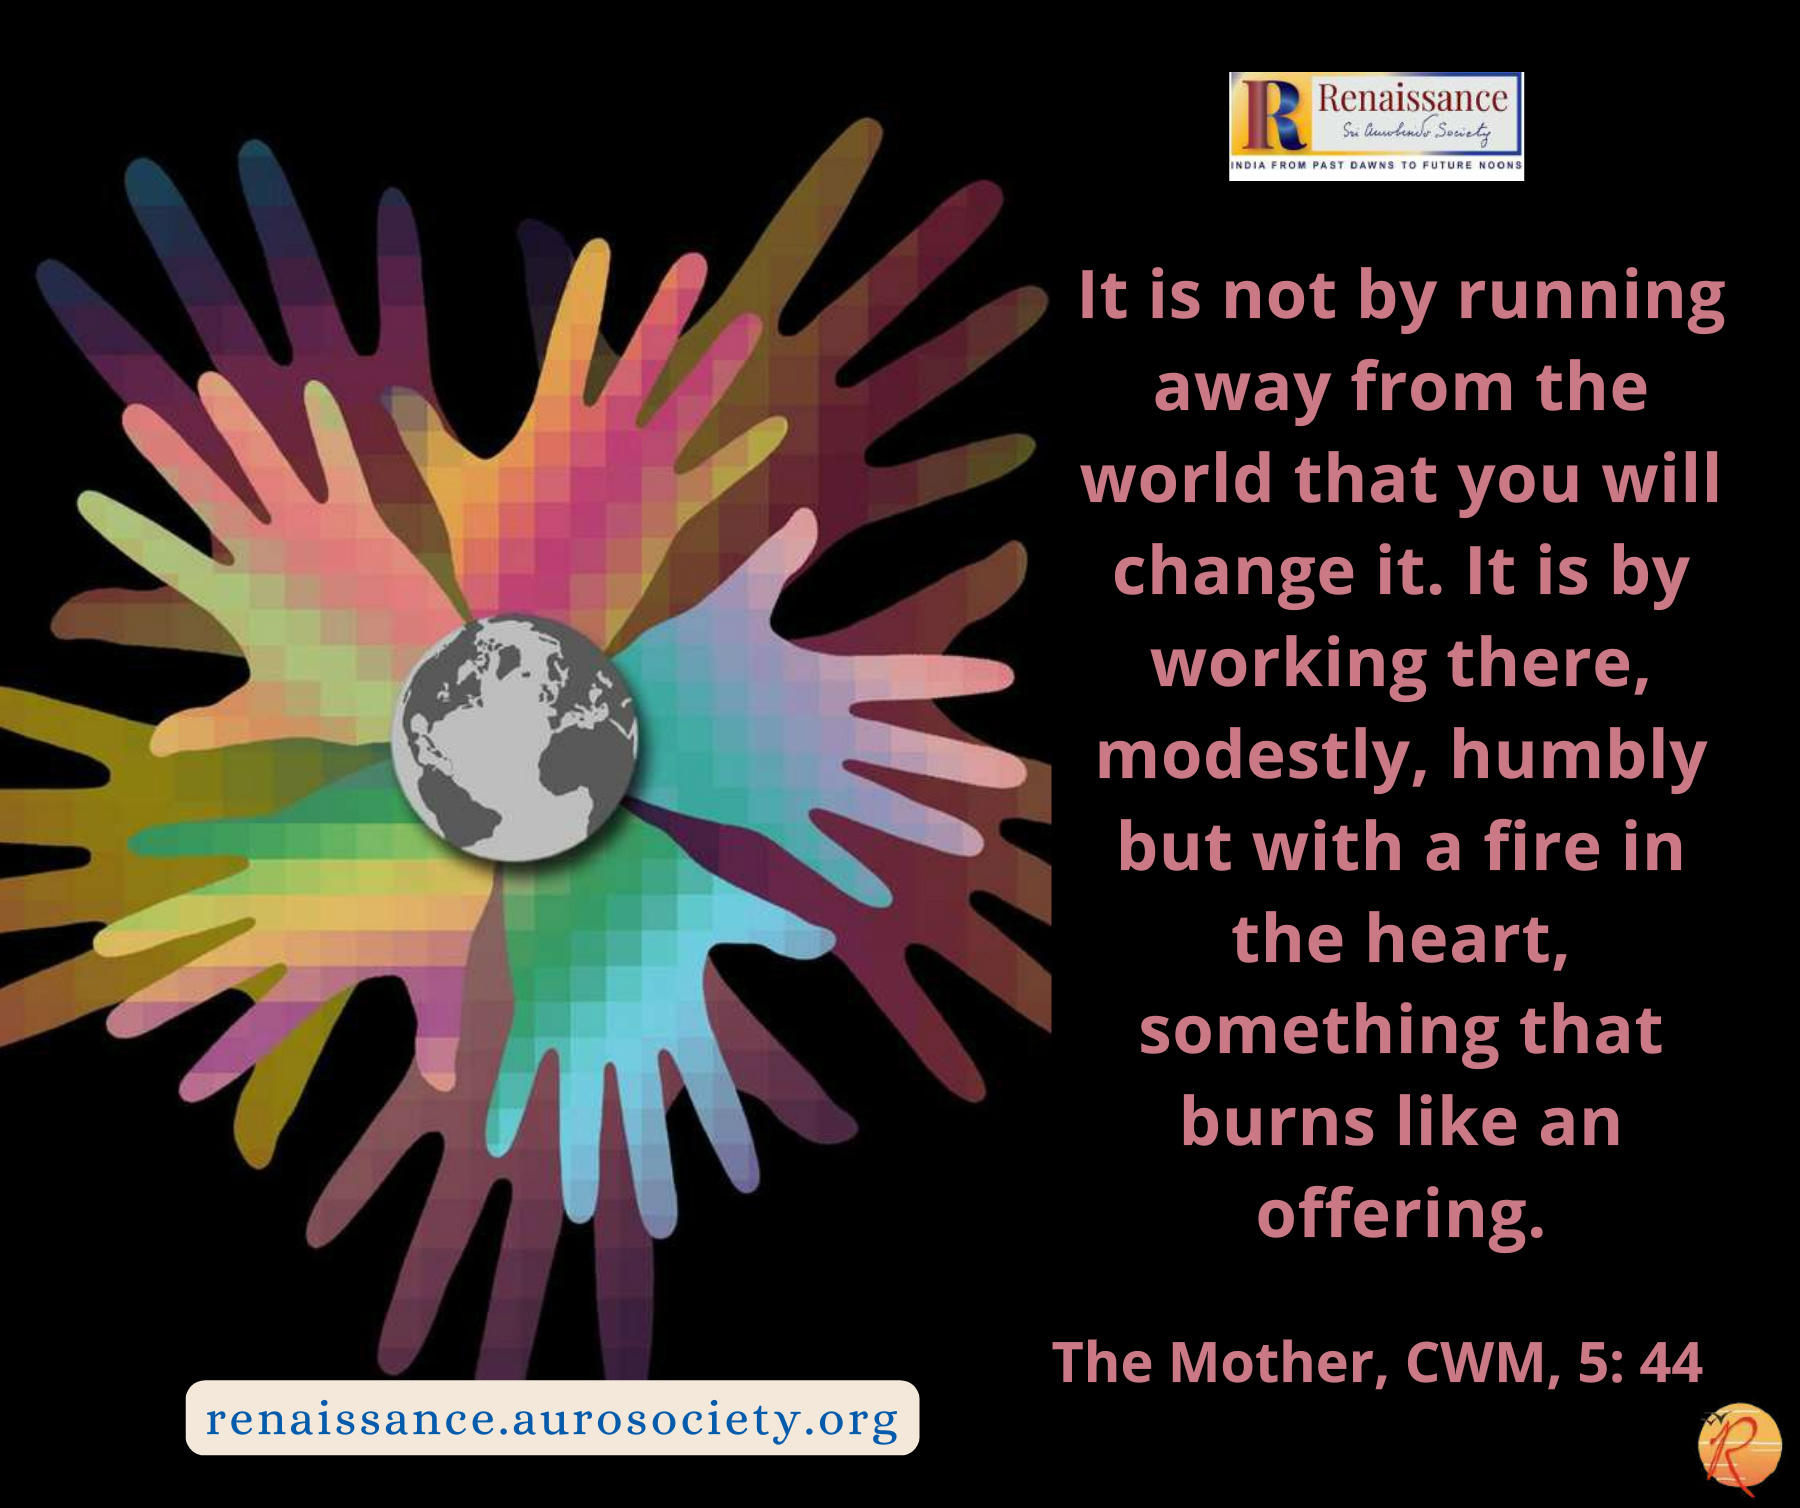 R Renaissance
Sri Aurobindo Society
INDIA FROM PAST DAWNS TO FUTURE NOONS
It is not by running
away from the
world that you will
change it. It is by
working there,
modestly, humbly
but with a fire in
the heart,
something that
burns like an
offering.
The Mother, CWM, 5: 44
renaissance.aurosociety.org
R